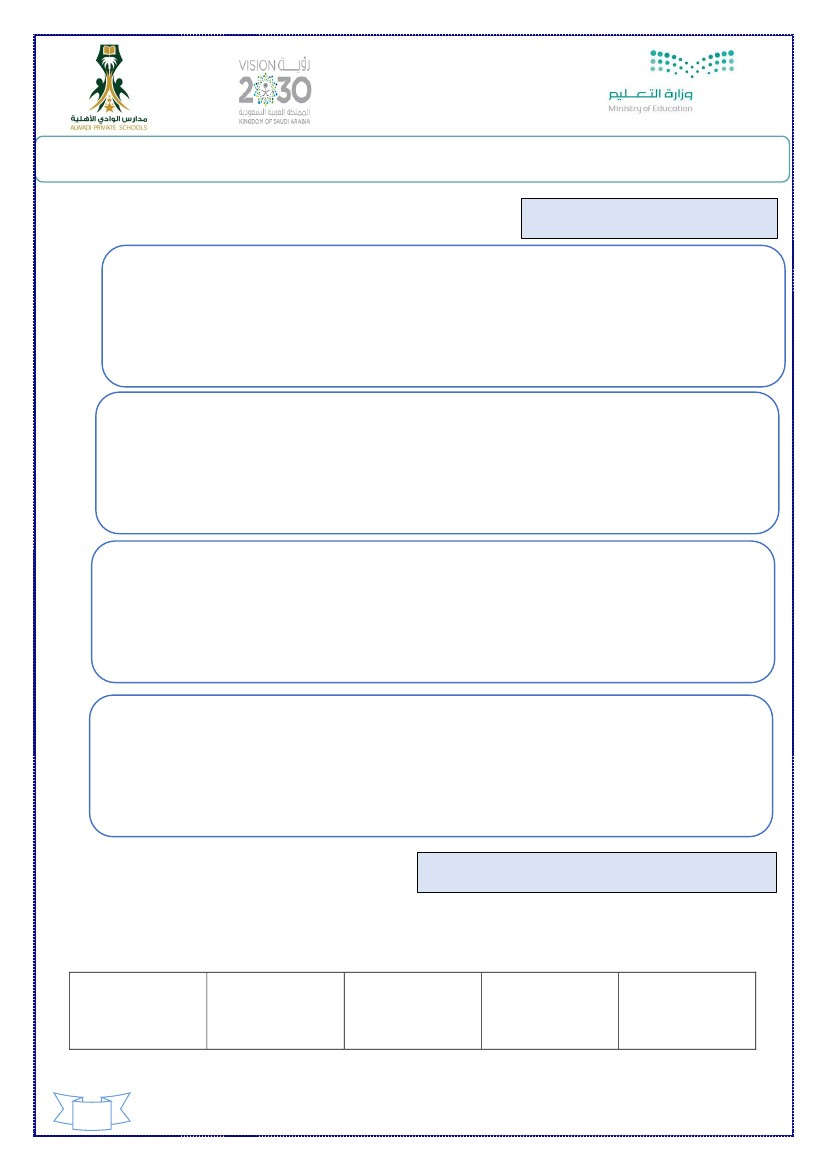 وزارة التعليم
Ministry of Education
VISION رؤيـــة
2030
المملكة العربية السعودية
KINGDOM OF SAUDI ARABIA
مدارس الوادي الأهلية
ALWADI PRIVATE SCHOOLS